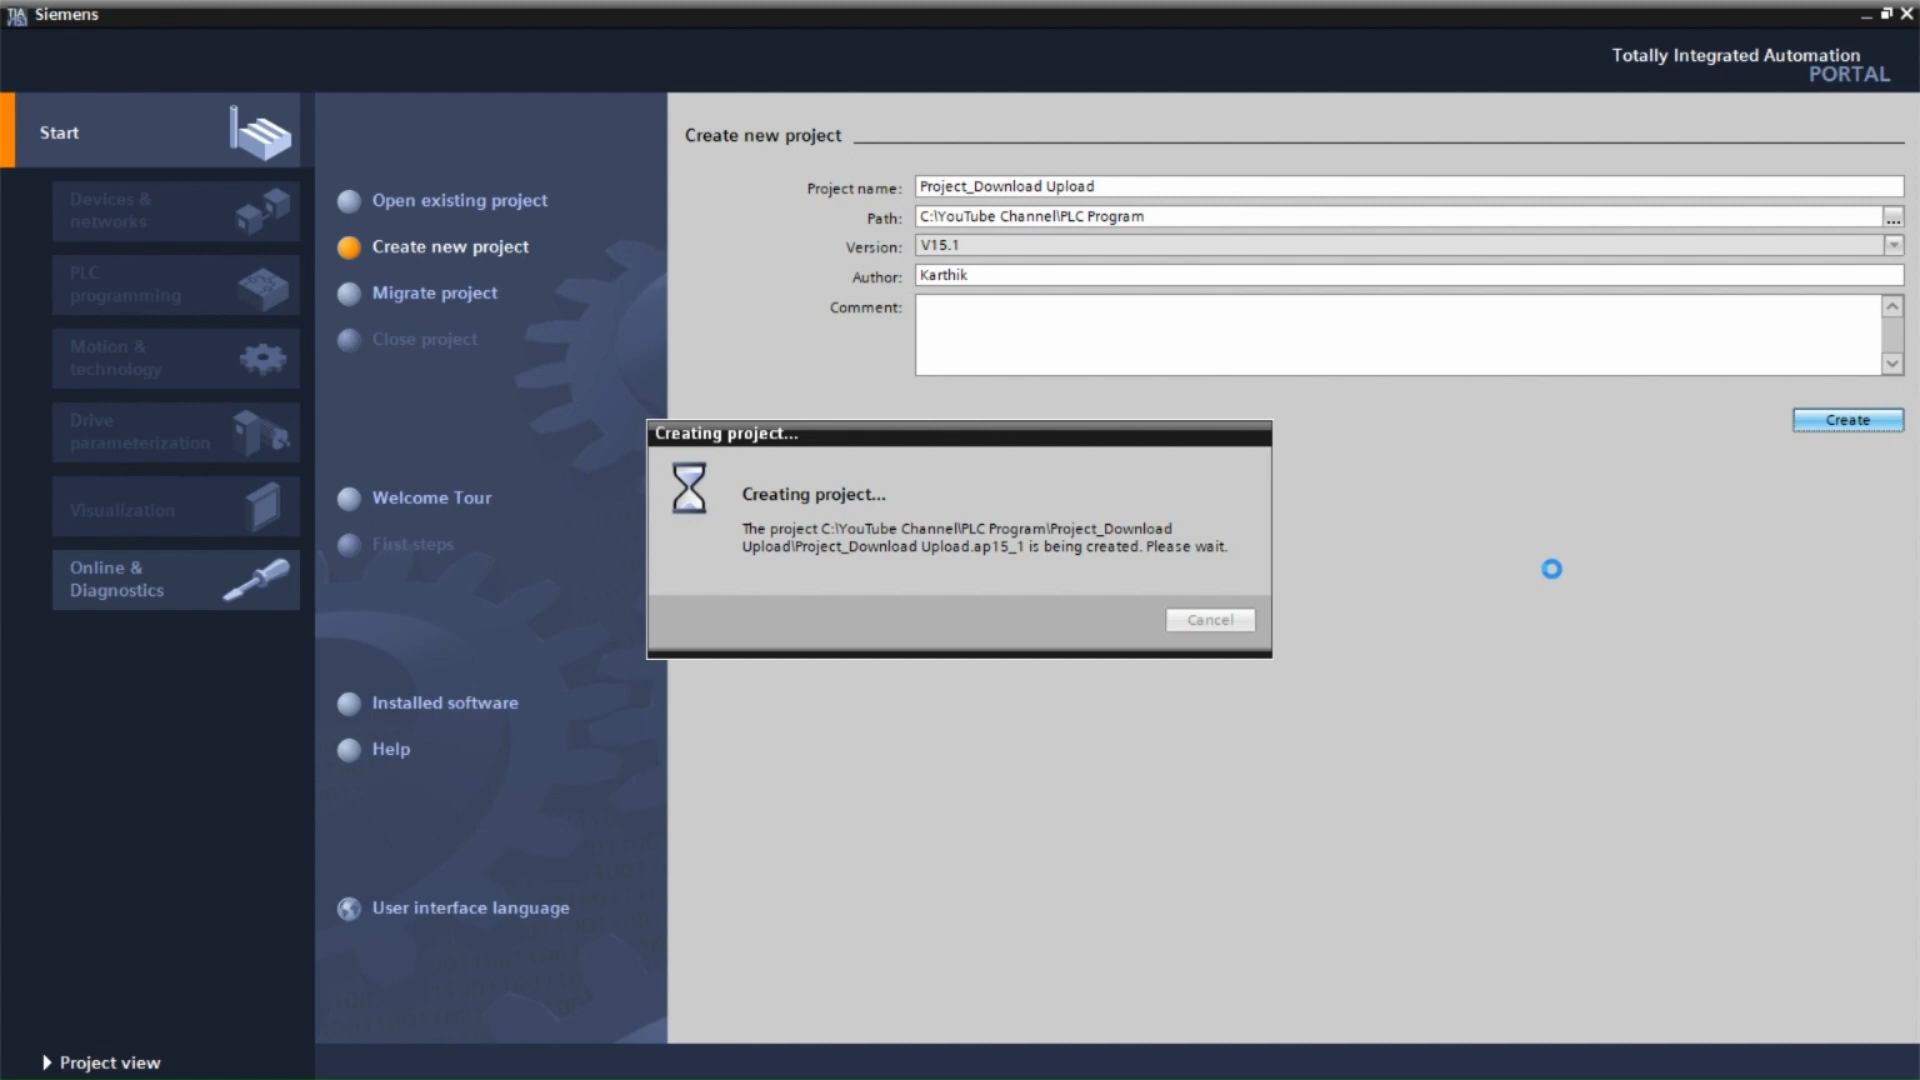 Siemens
Totally Integrated Automation
PORTAL
Start
Devices &
networks
PLC
programming
Motion &
technology
Drive
parameterization
Visualization
Online &
Diagnostics
Project view
Open existing project
Create new project
Migrate project
Close project
Welcome Tour
First steps
Installed software
Help
User interface language
Create new project
Project name: Project_Download Upload
Path: C:\YouTube Channel\PLC Program
...
Version: V15.1
Author: Karthik
Comment:
Create
Creating project...
Creating project...
The project C:\YouTube Channel\PLC Program\Project_Download
Upload\Project_Download Upload.ap15_1 is being created. Please wait.
Cancel